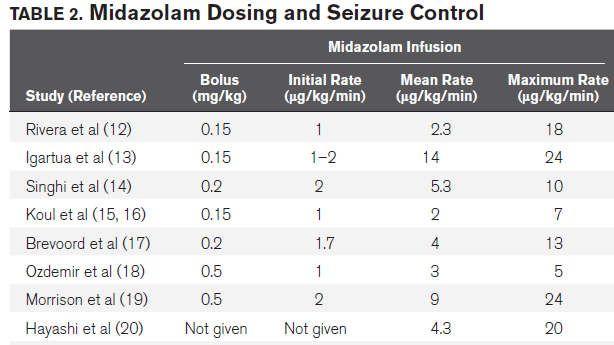 TABLE 2. Midazolam Dosing and Seizure Control
Midazolam Infusion
Study (Reference) Bolus (mg/kg) Initial Rate (µg/kg/min) Mean Rate (µg/kg/min) Maximum Rate (µg/kg/min)
Rivera et al (12) 0.15 1 2.3 18
Igartua et al (13) 0.15 1–2 14 24
Singhi et al (14) 0.2 2 5.3 10
Koul et al (15, 16) 0.15 1 2 7
Brevoord et al (17) 0.2 1.7 4 13
Ozdemir et al (18) 0.5 1 3 5
Morrison et al (19) 0.5 2 9 24
Hayashi et al (20) Not given Not given 4.3 20